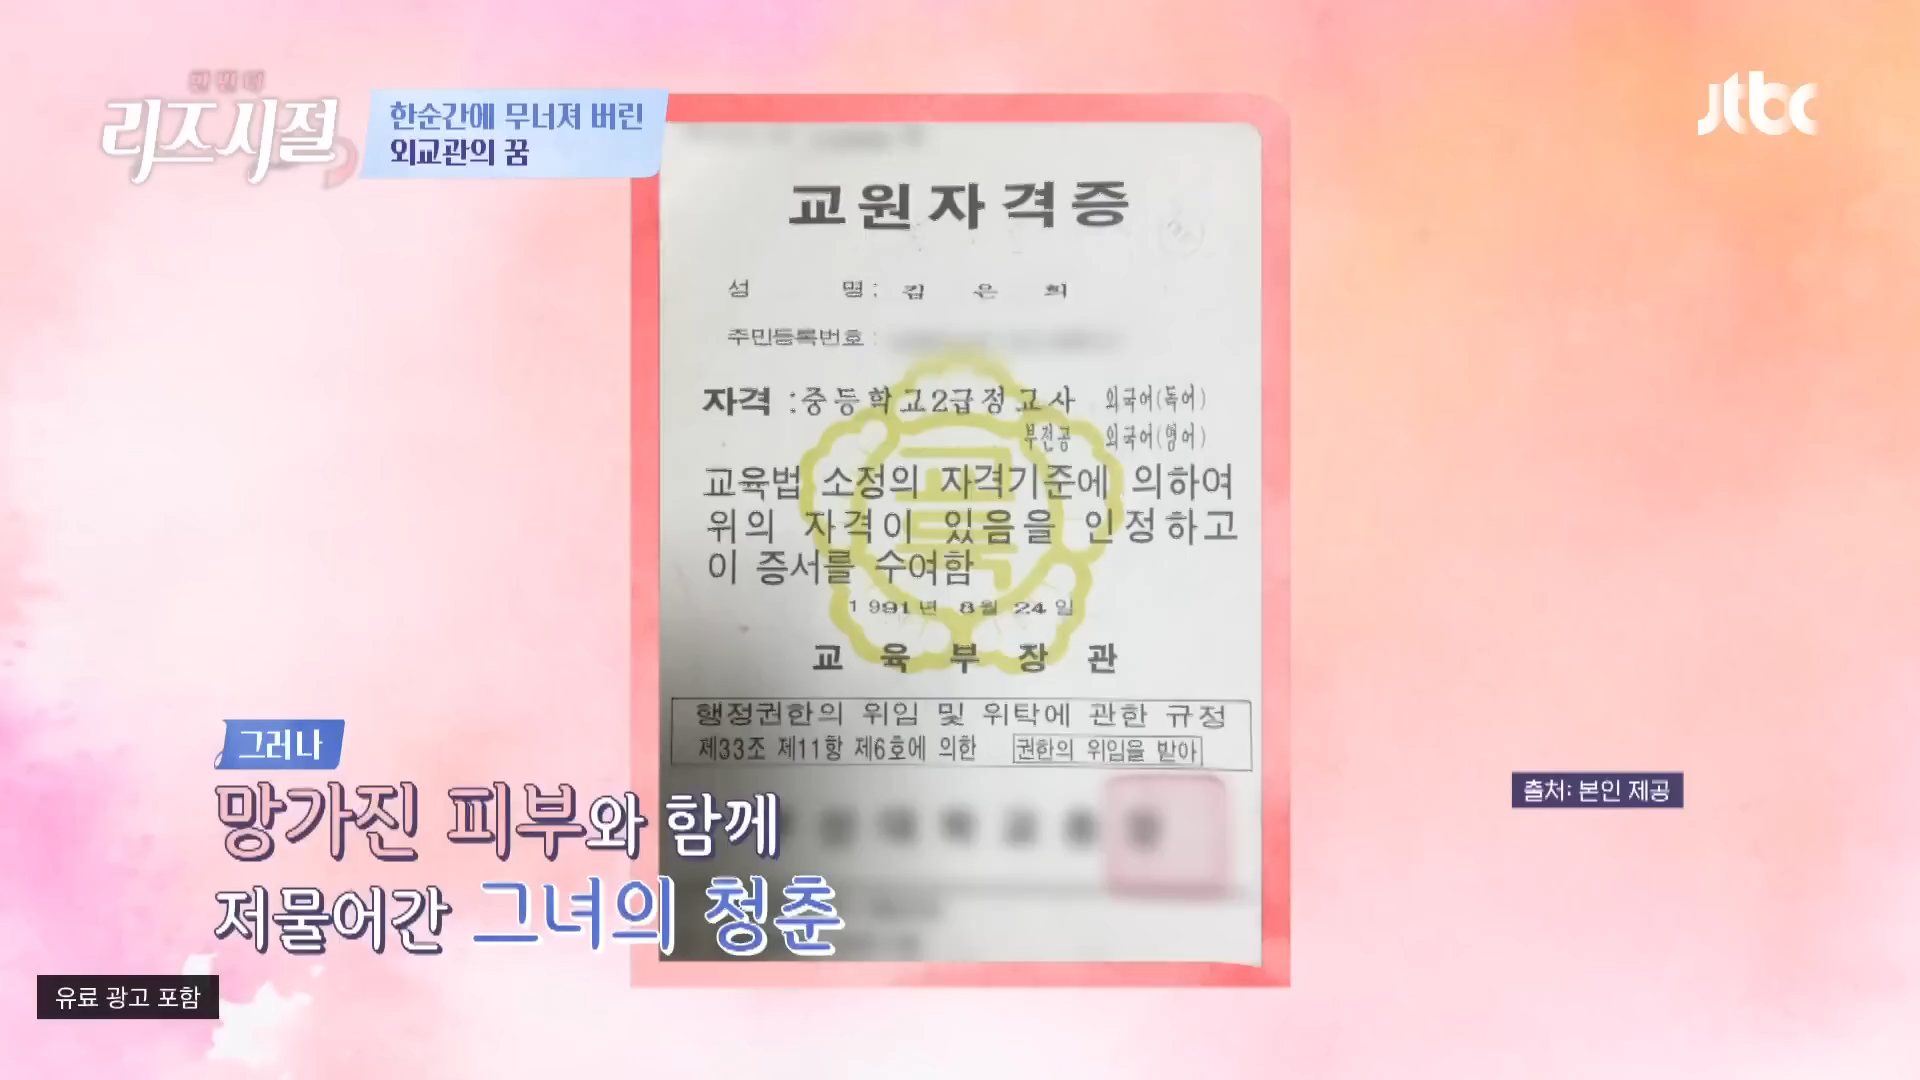 한번더
리즈시절
한순간에 무너져 버린
외교관의 꿈
jtbc
교원자격증
성 명 : 김 은 희
주민등록번호 :
자격 : 중등학교2급정교사 외국어(독어)
부전공 외국어(영어)
교육법 소정의 자격기준에 의하여
위의 자격이 있음을 인정하고
이 증서를 수여함
1991년 8월 24일
교 육 부 장 관
행정권한의 위임 및 위탁에 관한 규정
제33조 제11항 제6호에 의한 권한의 위임을 받아
그러나
망가진 피부와 함께
저물어간 그녀의 청춘
출처: 본인 제공
유료 광고 포함